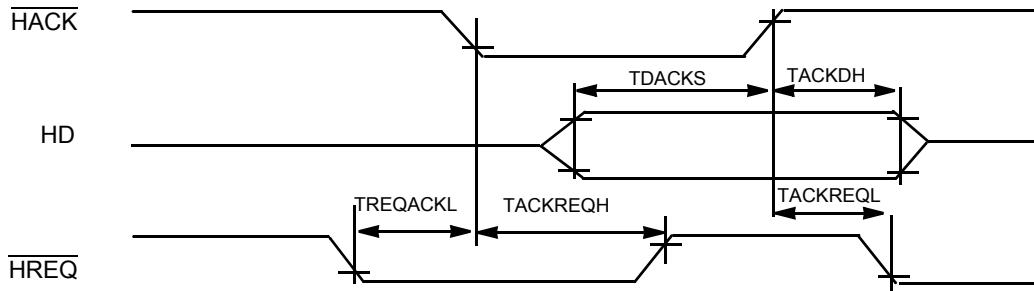 HACK
TDACKS
TACKDH
HD
TACKREQL
TREQACKL
TACKREQH
HREQ